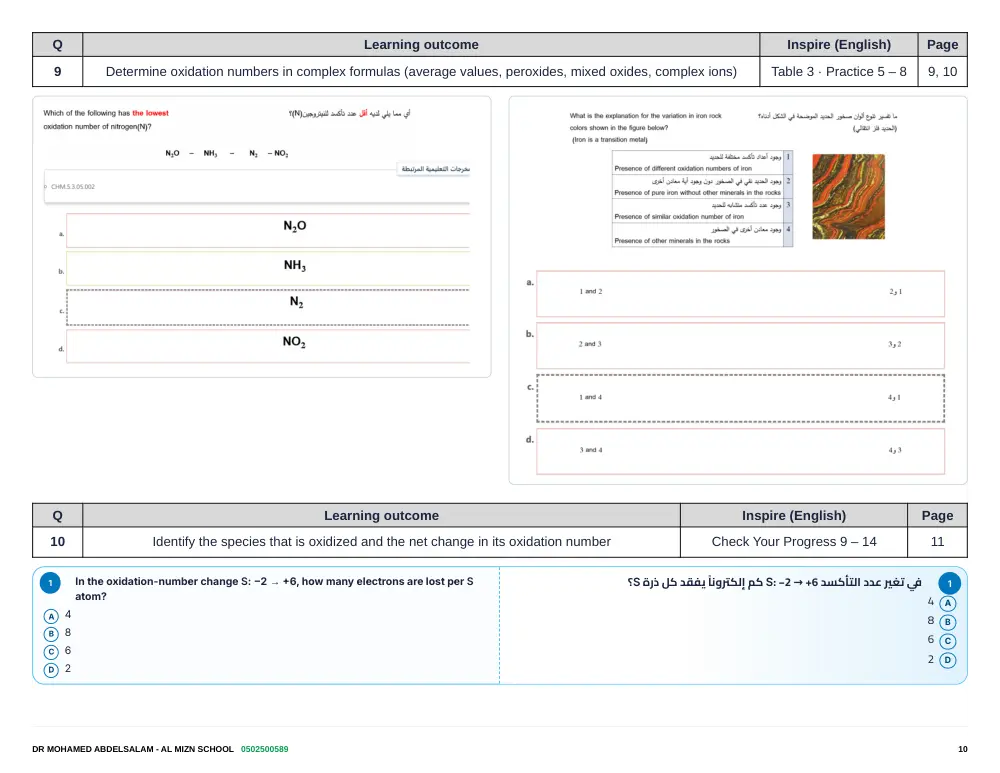 Q Learning outcome Inspire (English) Page
9 Determine oxidation numbers in complex formulas (average values, peroxides, mixed oxides, complex ions) Table 3 · Practice 5 – 8 9, 10
Which of the following has the lowest
oxidation number of nitrogen(N)?
أي مما يلي لديه أقل عدد تأكسد للنيتروجين(N)؟
N₂O – NH₃ – N₂ – NO₂
مخرجات التعليمية المرتبطة
CHM.5.3.05.002
a. N₂O
b. NH₃
c. N₂
d. NO₂
What is the explanation for the variation in iron rock
colors shown in the figure below?
(Iron is a transition metal)
ما تفسير تنوع ألوان صخور الحديد الموضحة في الشكل أدناه؟
(الحديد فلز انتقالي)
وجود أعداد تأكسد مختلفة للحديد 1
Presence of different oxidation numbers of iron
وجود الحديد نقي في الصخور دون وجود أية معادن أخرى 2
Presence of pure iron without other minerals in the rocks
وجود عدد تأكسد متشابه للحديد 3
Presence of similar oxidation number of iron
وجود معادن أخرى في الصخور 4
Presence of other minerals in the rocks
a. 1 and 2 1 و 2
b. 2 and 3 2 و 3
c. 1 and 4 1 و 4
d. 3 and 4 3 و 4
Q Learning outcome Inspire (English) Page
10 Identify the species that is oxidized and the net change in its oxidation number Check Your Progress 9 – 14 11
1 In the oxidation-number change S: −2 → +6, how many electrons are lost per S
atom?
A 4
B 8
C 6
D 2
1 في تغير عدد التأكسد S: −2 → +6 كم إلكتروناً يفقد كل ذرة S؟
A 4
B 8
C 6
D 2
DR MOHAMED ABDELSALAM - AL MIZN SCHOOL 0502500589 10